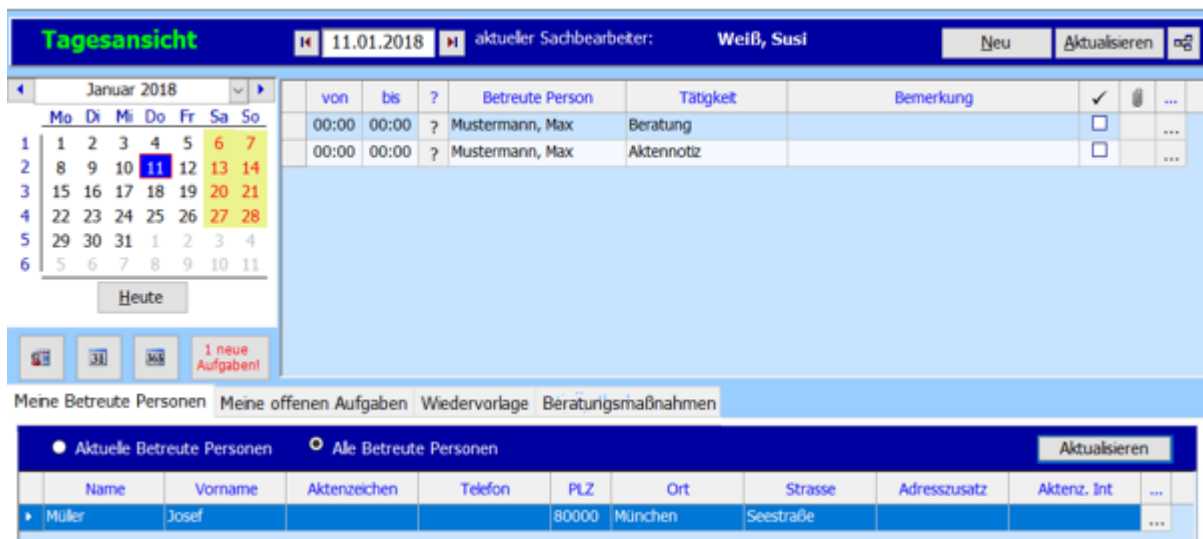 Tagesansicht 11.01.2018 aktueller Sachbearbeiter: Weiß, Susi Neu Aktualisieren
Januar 2018
Mo Di Mi Do Fr Sa So
1 1 2 3 4 5 6 7
2 8 9 10 11 12 13 14
3 15 16 17 18 19 20 21
4 22 23 24 25 26 27 28
5 29 30 31 1 2 3 4
6 5 6 7 8 9 10 11
Heute
31 365 1 neue
Aufgaben!
von bis ? Betreute Person Tätigkeit Bemerkung ✓ ...
00:00 00:00 ? Mustermann, Max Beratung ...
00:00 00:00 ? Mustermann, Max Aktennotiz ...
Meine Betreute Personen Meine offenen Aufgaben Wiedervorlage Beratungsmaßnahmen
Aktuelle Betreute Personen Alle Betreute Personen Aktualisieren
Name Vorname Aktenzeichen Telefon PLZ Ort Strasse Adresszusatz Aktenz. Int ...
Müller Josef 80000 München Seestraße ...